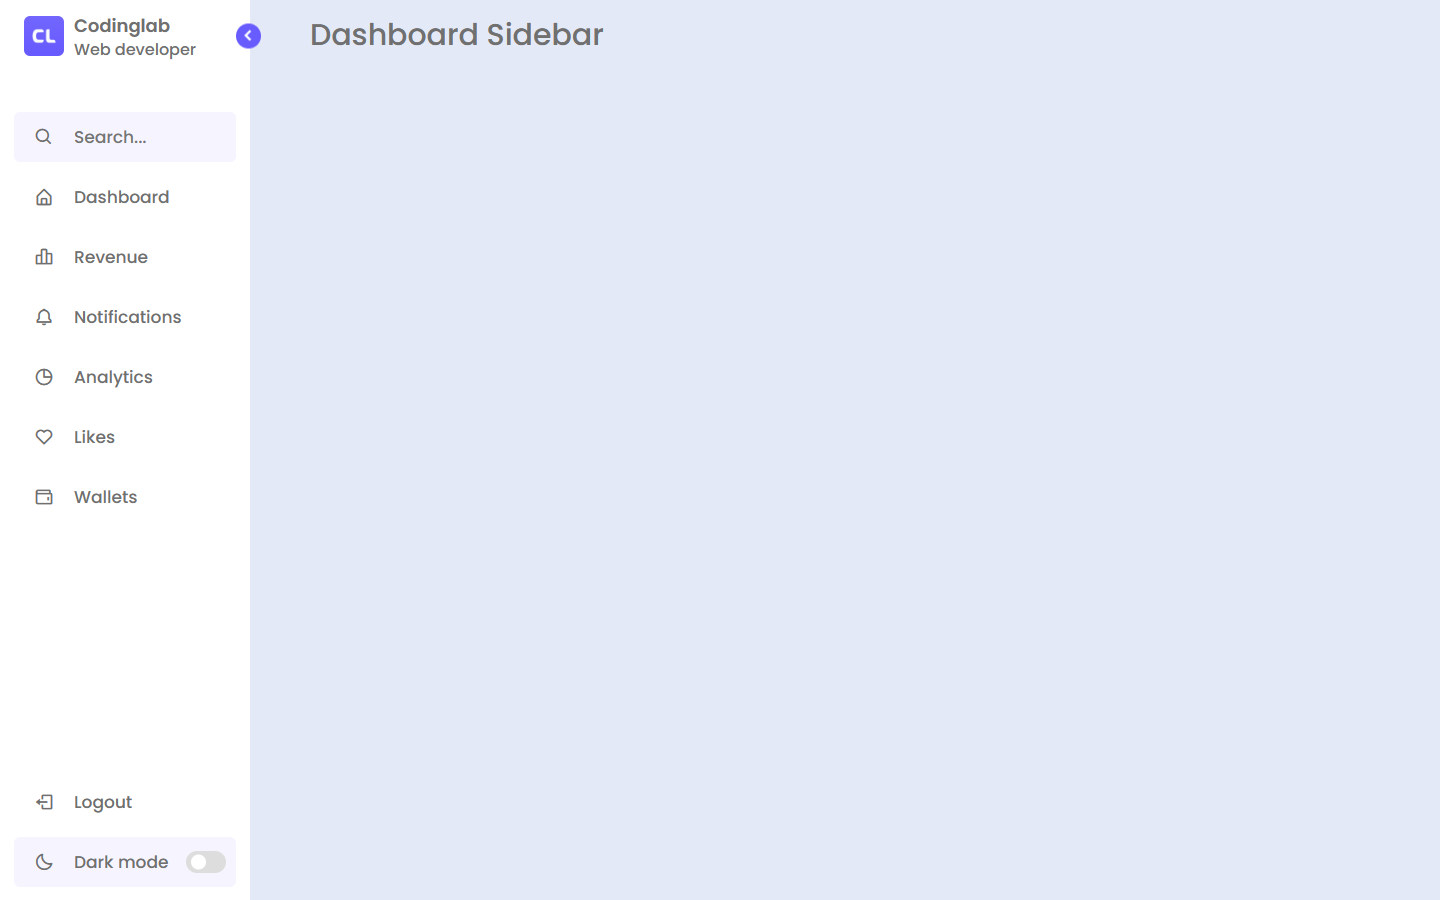 CL
Codinglab
Web developer
Dashboard Sidebar
Search...
Dashboard
Revenue
Notifications
Analytics
Likes
Wallets
Logout
Dark mode